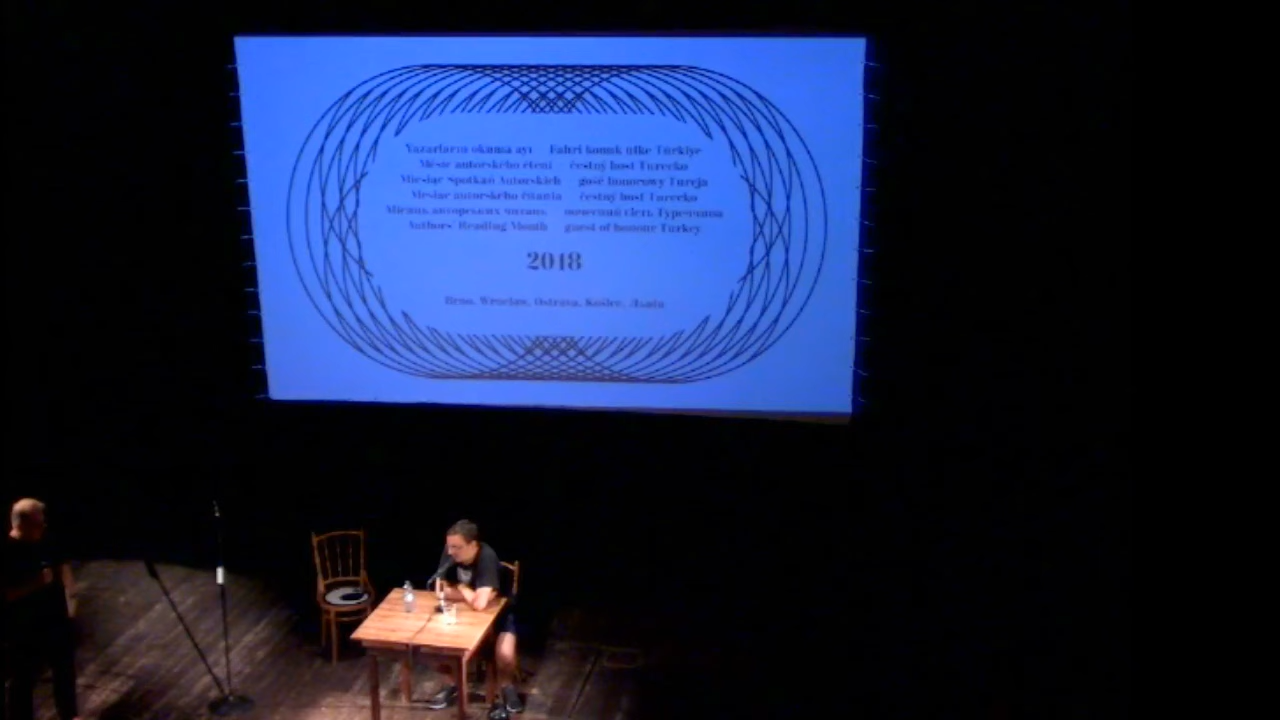 Yazarların okuma ayı Fahri konuk ülke Türkiye
Měsíc autorského čtení čestný host Turecko
Miesiąc Spotkań Autorskich gość honorowy Turcja
Mesiac autorského čítania čestný host Turecko
Місяць авторських читань почесний гість Туреччина
Authors' Reading Month guest of honour Turkey
2018
Brno, Wrocław, Ostrava, Košice, Львів